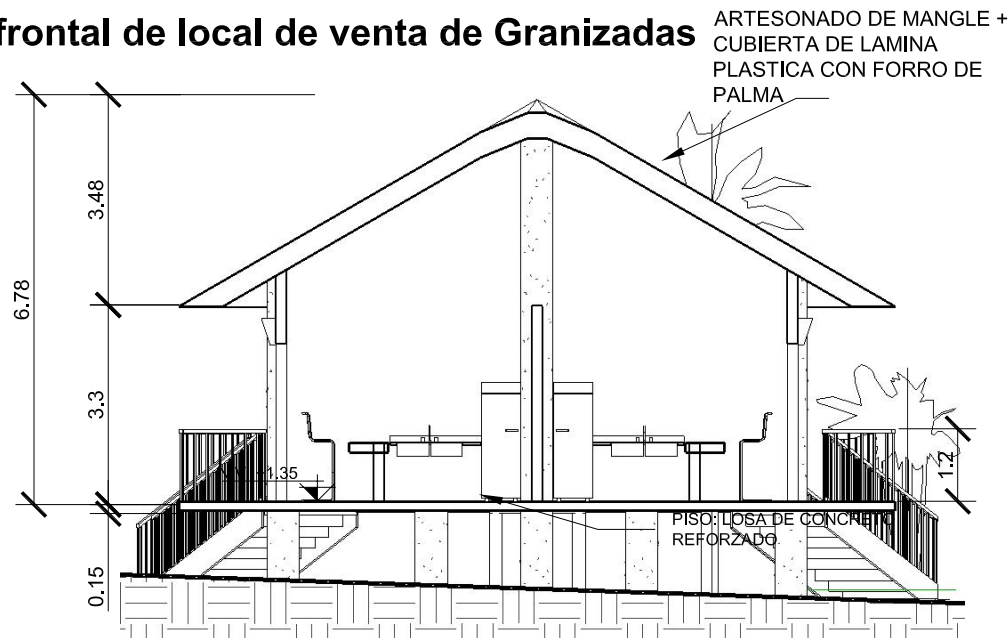 frontal de local de venta de Granizadas
ARTESONADO DE MANGLE +
CUBIERTA DE LAMINA
PLASTICA CON FORRO DE
PALMA
3.48
6.78
3.3
1.35
1.2
PISO: LOSA DE CONCRETO
REFORZADO
0.15